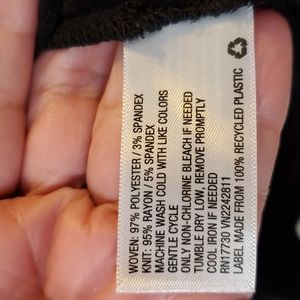 WOVEN: 97% POLYESTER / 3% SPANDEX
KNIT: 95% RAYON / 5% SPANDEX
MACHINE WASH COLD WITH LIKE COLORS
GENTLE CYCLE
ONLY NON-CHLORINE BLEACH IF NEEDED
TUMBLE DRY LOW, REMOVE PROMPTLY
COOL IRON IF NEEDED
RN17730 VN2242811
LABEL MADE FROM 100% RECYCLED PLASTIC